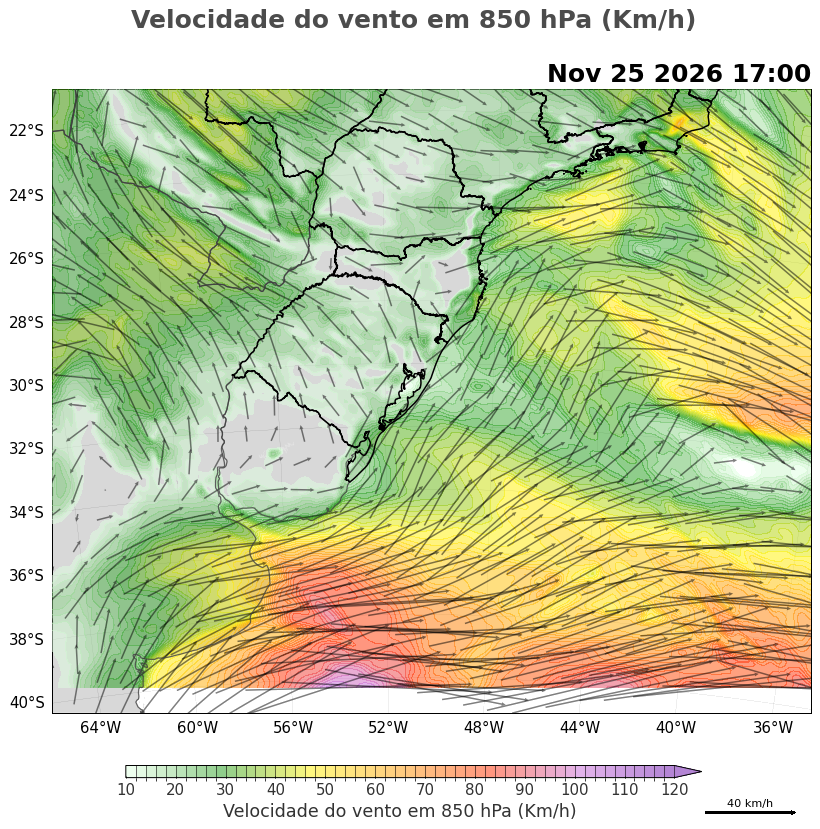 Velocidade do vento em 850 hPa (Km/h)
Nov 25 2026 17:00
22°S
24°S
26°S
28°S
30°S
32°S
34°S
36°S
38°S
40°S
64°W 60°W 56°W 52°W 48°W 44°W 40°W 36°W
10 20 30 40 50 60 70 80 90 100 110 120
Velocidade do vento em 850 hPa (Km/h)
40 km/h